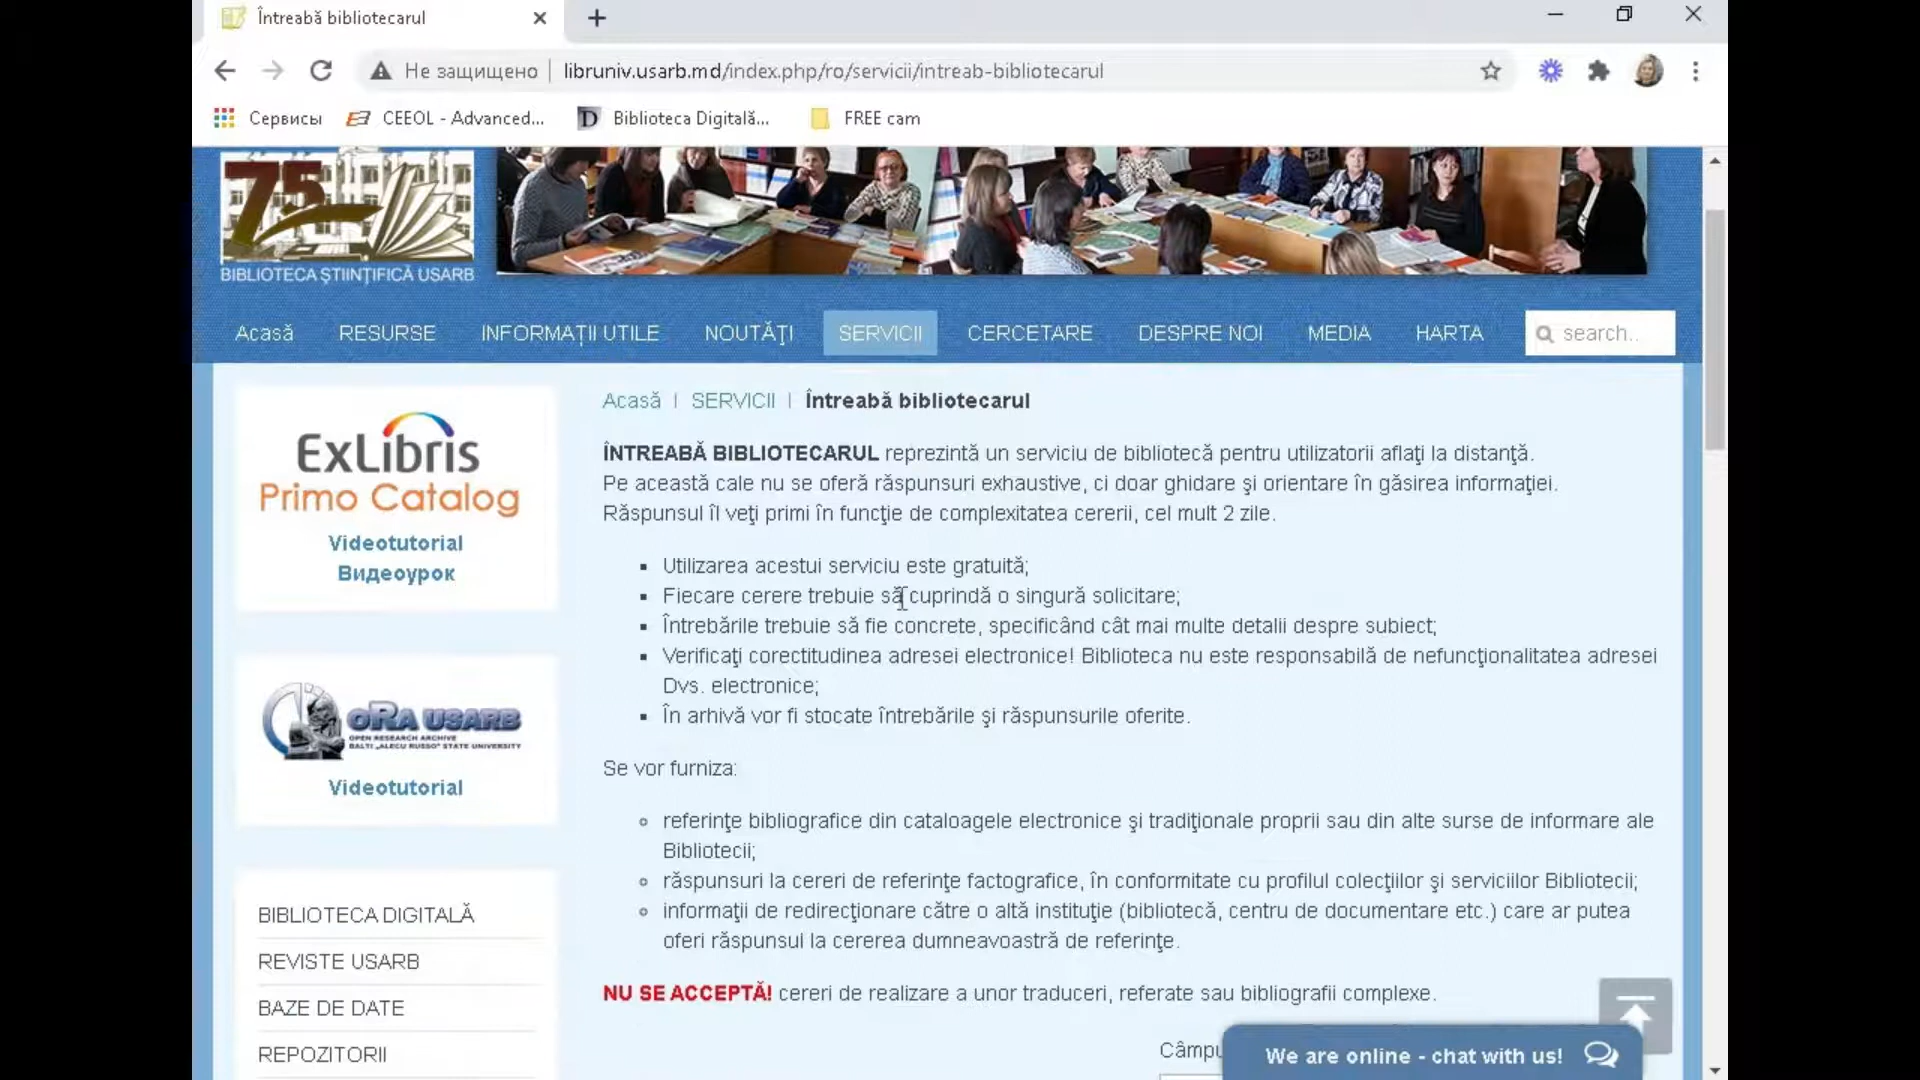 Întreabă bibliotecarul
Не защищено
libruniv.usarb.md/index.php/ro/servicii/intreab-bibliotecarul
Сервисы
CEEOL - Advanced...
Biblioteca Digitală...
FREE cam
75
BIBLIOTECA ŞTIINŢIFICĂ USARB
Acasă
RESURSE
INFORMAȚII UTILE
NOUTĂŢI
SERVICII
CERCETARE
DESPRE NOI
MEDIA
HARTA
search..
ExLibris
Primo Catalog
Videotutorial
Видеоурок
ORA USARB
OPEN RESEARCH ARCHIVE
BALTI „ALECU RUSSO” STATE UNIVERSITY
Videotutorial
BIBLIOTECA DIGITALĂ
REVISTE USARB
BAZE DE DATE
REPOZITORII
Acasă | SERVICII | Întreabă bibliotecarul
ÎNTREABĂ BIBLIOTECARUL reprezintă un serviciu de bibliotecă pentru utilizatorii aflaţi la distanţă.
Pe această cale nu se oferă răspunsuri exhaustive, ci doar ghidare şi orientare în găsirea informaţiei.
Răspunsul îl veţi primi în funcţie de complexitatea cererii, cel mult 2 zile.
Utilizarea acestui serviciu este gratuită;
Fiecare cerere trebuie să cuprindă o singură solicitare;
Întrebările trebuie să fie concrete, specificând cât mai multe detalii despre subiect;
Verificaţi corectitudinea adresei electronice! Biblioteca nu este responsabilă de nefuncţionalitatea adresei
Dvs. electronice;
În arhivă vor fi stocate întrebările şi răspunsurile oferite.
Se vor furniza:
referinţe bibliografice din cataloagele electronice şi tradiţionale proprii sau din alte surse de informare ale
Bibliotecii;
răspunsuri la cereri de referinţe factografice, în conformitate cu profilul colecţiilor şi serviciilor Bibliotecii;
informaţii de redirecţionare către o altă instituţie (bibliotecă, centru de documentare etc.) care ar putea
oferi răspunsul la cererea dumneavoastră de referinţe.
NU SE ACCEPTĂ! cereri de realizare a unor traduceri, referate sau bibliografii complexe.
We are online - chat with us!